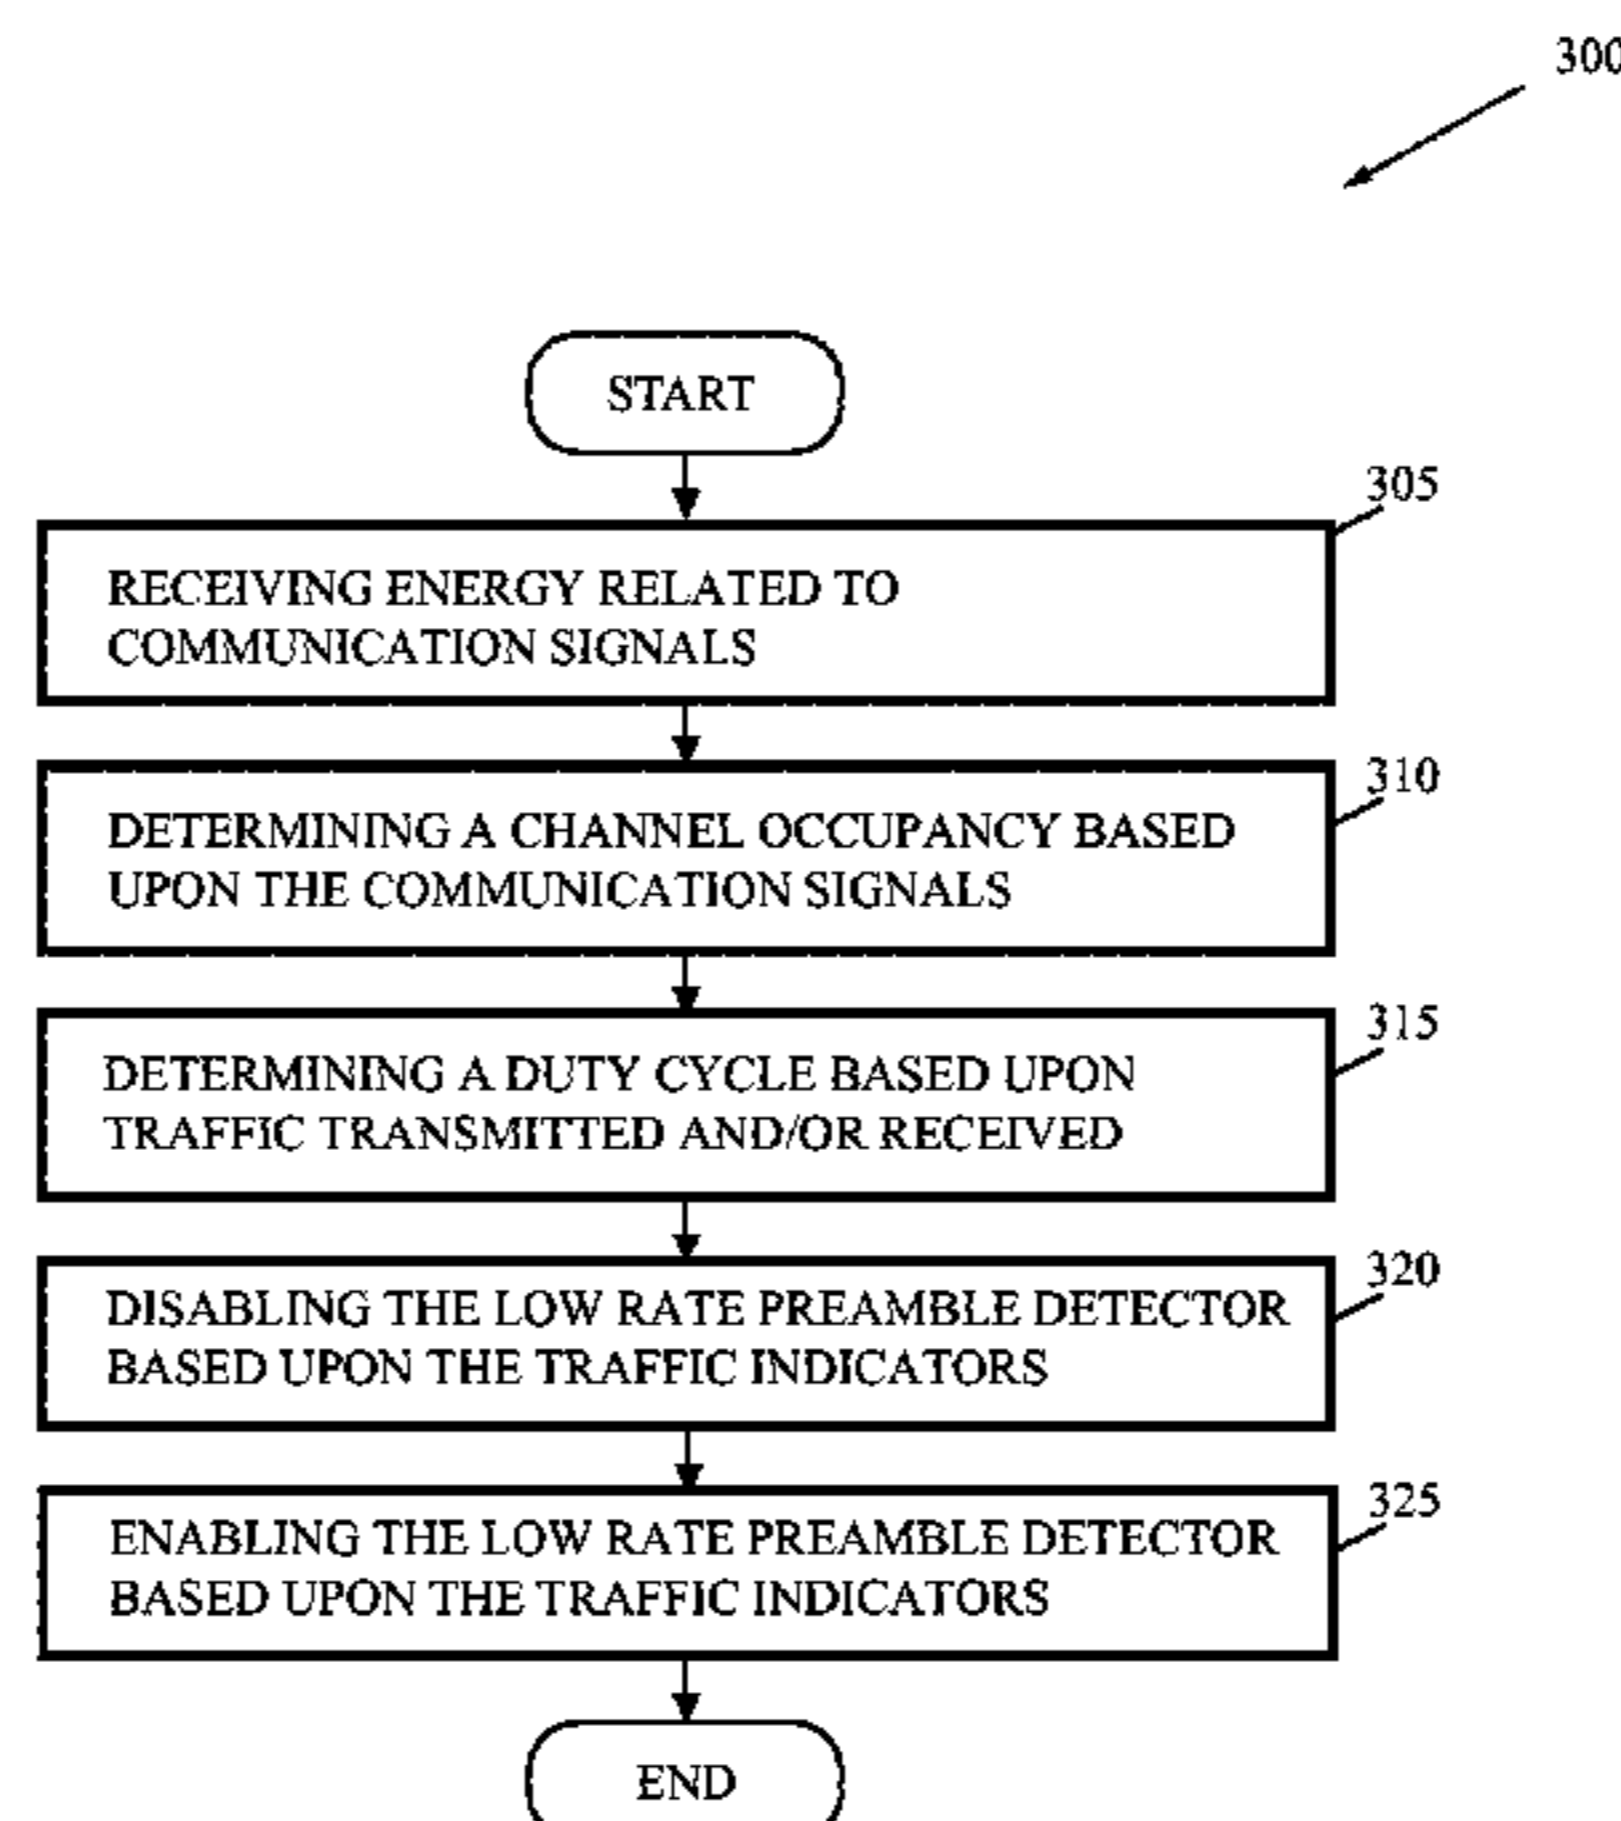 300
START
305
RECEIVING ENERGY RELATED TO
COMMUNICATION SIGNALS
310
DETERMINING A CHANNEL OCCUPANCY BASED
UPON THE COMMUNICATION SIGNALS
315
DETERMINING A DUTY CYCLE BASED UPON
TRAFFIC TRANSMITTED AND/OR RECEIVED
320
DISABLING THE LOW RATE PREAMBLE DETECTOR
BASED UPON THE TRAFFIC INDICATORS
325
ENABLING THE LOW RATE PREAMBLE DETECTOR
BASED UPON THE TRAFFIC INDICATORS
END